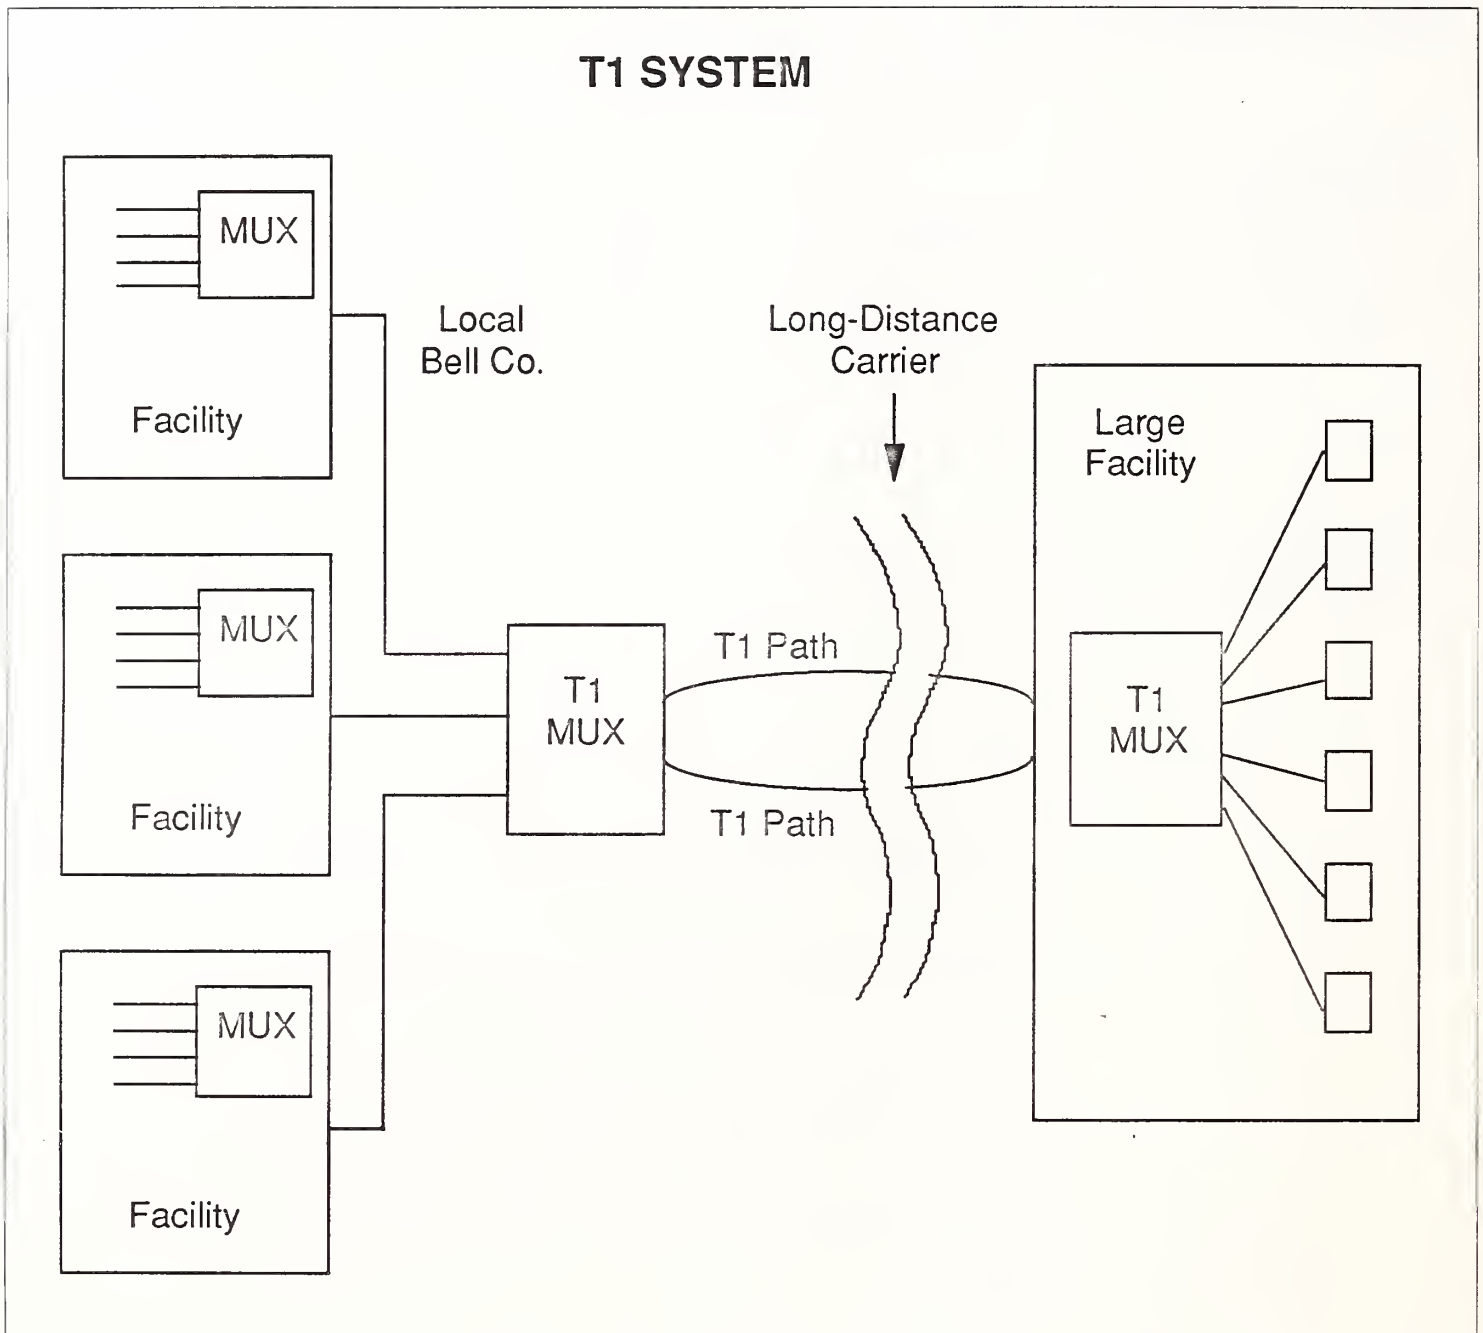 T1 SYSTEM
MUX
Facility
Local
Bell Co.
Long-Distance
Carrier
Large
Facility
MUX
Facility
T1
MUX
T1 Path
T1 Path
T1
MUX
MUX
Facility